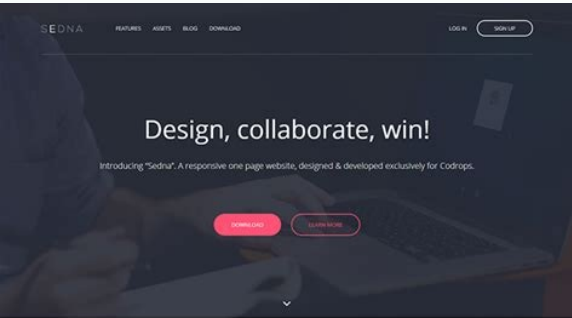 SEDNA
FEATURES ASSETS BLOG DOWNLOAD
LOG IN SIGN UP
Design, collaborate, win!
Introducing “Sedna”. A responsive one page website, designed & developed exclusively for Codrops.
DOWNLOAD LEARN MORE